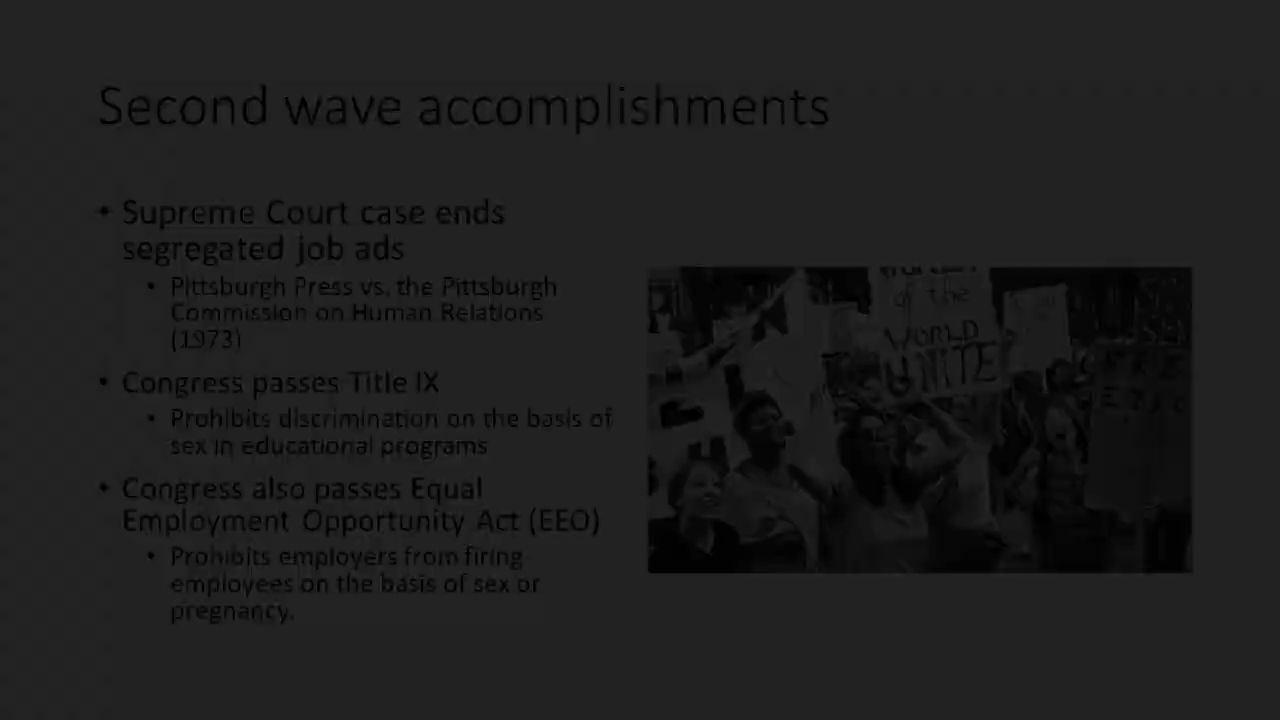 Second wave accomplishments
• Supreme Court case ends
segregated job ads
• Pittsburgh Press vs. the Pittsburgh
Commission on Human Relations
(1973)
• Congress passes Title IX
• Prohibits discrimination on the basis of
sex in educational programs
• Congress also passes Equal
Employment Opportunity Act (EEO)
• Prohibits employers from firing
employees on the basis of sex or
pregnancy.
of the
WORLD
UNITE